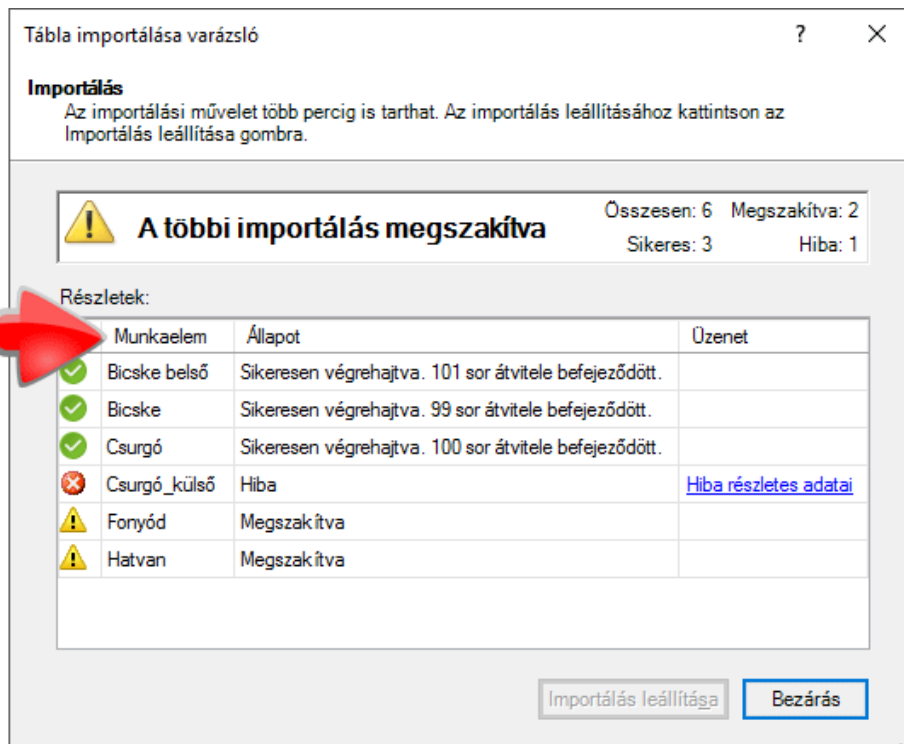 Tábla importálása varázsló
?
Importálás
Az importálási művelet több percig is tarthat. Az importálás leállításához kattintson az
Importálás leállítása gombra.
A többi importálás megszakítva
Összesen: 6 Megszakítva: 2
Sikeres: 3 Hiba: 1
Részletek:
Munkaelem Állapot Üzenet
Bicske belső Sikeresen végrehajtva. 101 sor átvitele befejeződött.
Bicske Sikeresen végrehajtva. 99 sor átvitele befejeződött.
Csurgó Sikeresen végrehajtva. 100 sor átvitele befejeződött.
Csurgó_külső Hiba Hiba részletes adatai
Fonyód Megszakítva
Hatvan Megszakítva
Importálás leállítása Bezárás